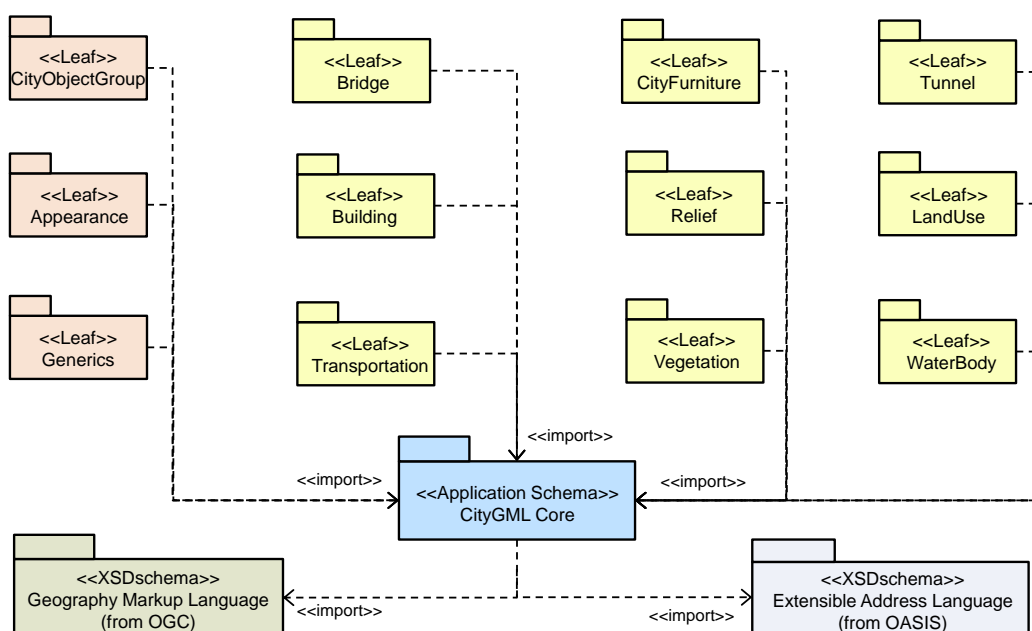 <<Leaf>>
CityObjectGroup
<<Leaf>>
Bridge
<<Leaf>>
CityFurniture
<<Leaf>>
Tunnel
<<Leaf>>
Appearance
<<Leaf>>
Building
<<Leaf>>
Relief
<<Leaf>>
LandUse
<<Leaf>>
Generics
<<Leaf>>
Transportation
<<Leaf>>
Vegetation
<<Leaf>>
WaterBody
<<import>>
<<import>>
<<Application Schema>>
CityGML Core
<<import>>
<<XSDschema>>
Geography Markup Language
(from OGC)
<<import>>
<<import>>
<<XSDschema>>
Extensible Address Language
(from OASIS)